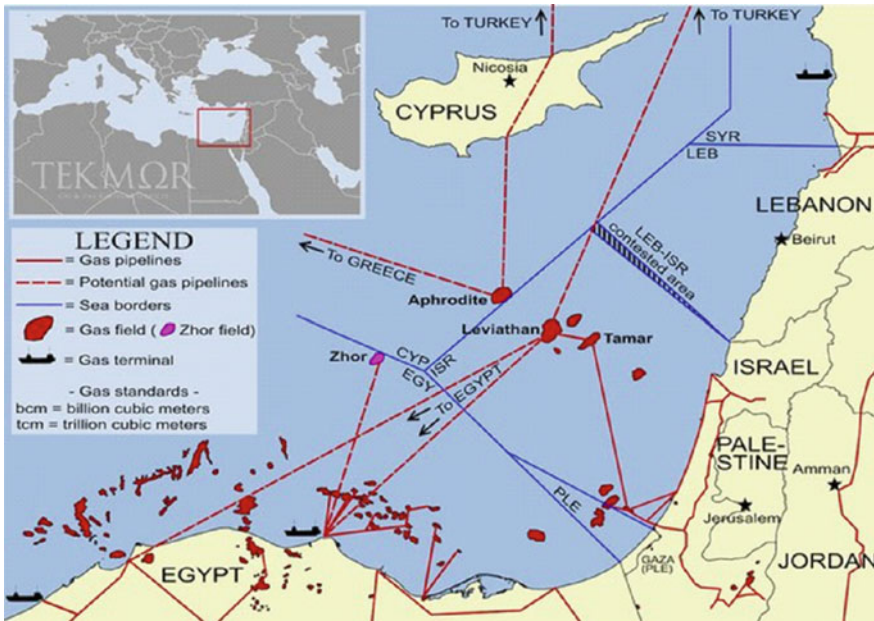 To TURKEY
To TURKEY
Nicosia
CYPRUS
TEKMΩR
SYR
LEB
LEBANON
Beirut
LEB-ISR
contested area
LEGEND
= Gas pipelines
= Potential gas pipelines
= Sea borders
= Gas field ( Zhor field)
= Gas terminal
- Gas standards -
bcm = billion cubic meters
tcm = trillion cubic meters
To GREECE
Aphrodite
Leviathan
Tamar
Zhor
CYP
ISR
EGY
To EGYPT
ISRAEL
PALE-
STINE
Amman
Jerusalem
PLE
GAZA
(PLE)
JORDAN
EGYPT